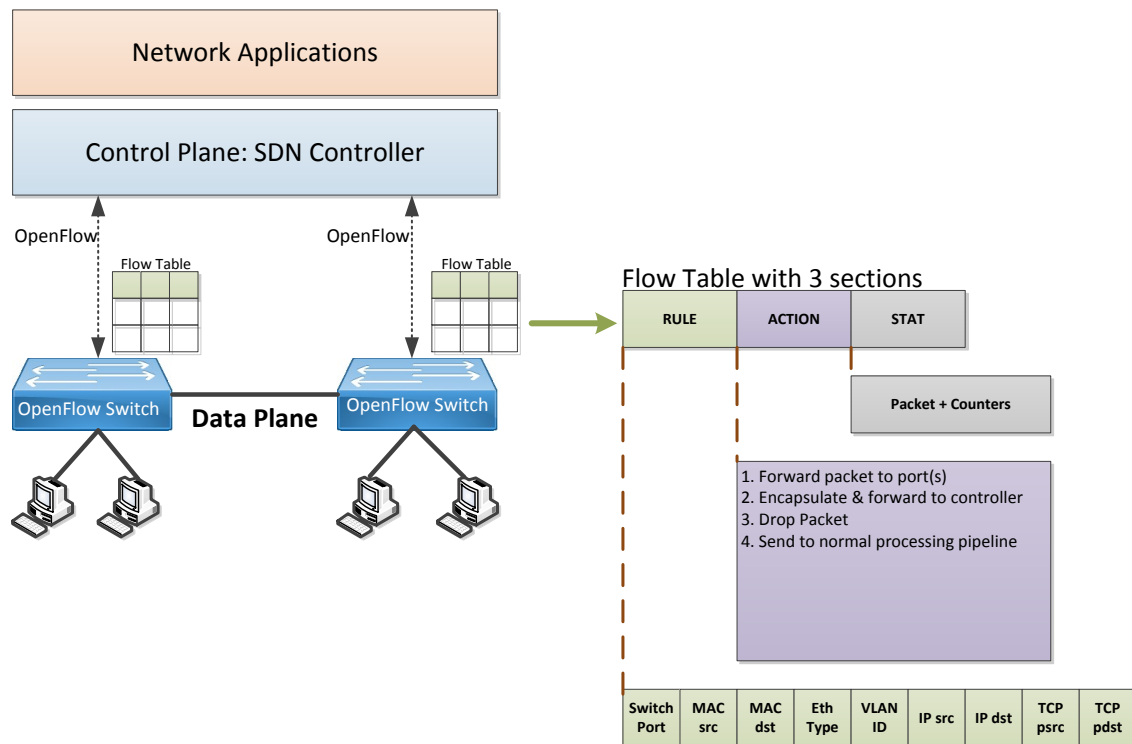 Network Applications
Control Plane: SDN Controller
OpenFlow
OpenFlow
Flow Table
Flow Table
OpenFlow Switch
OpenFlow Switch
Data Plane
Flow Table with 3 sections
RULE
ACTION
STAT
Packet + Counters
1. Forward packet to port(s)
2. Encapsulate & forward to controller
3. Drop Packet
4. Send to normal processing pipeline
Switch
Port
MAC
src
MAC
dst
Eth
Type
VLAN
ID
IP src
IP dst
TCP
psrc
TCP
pdst